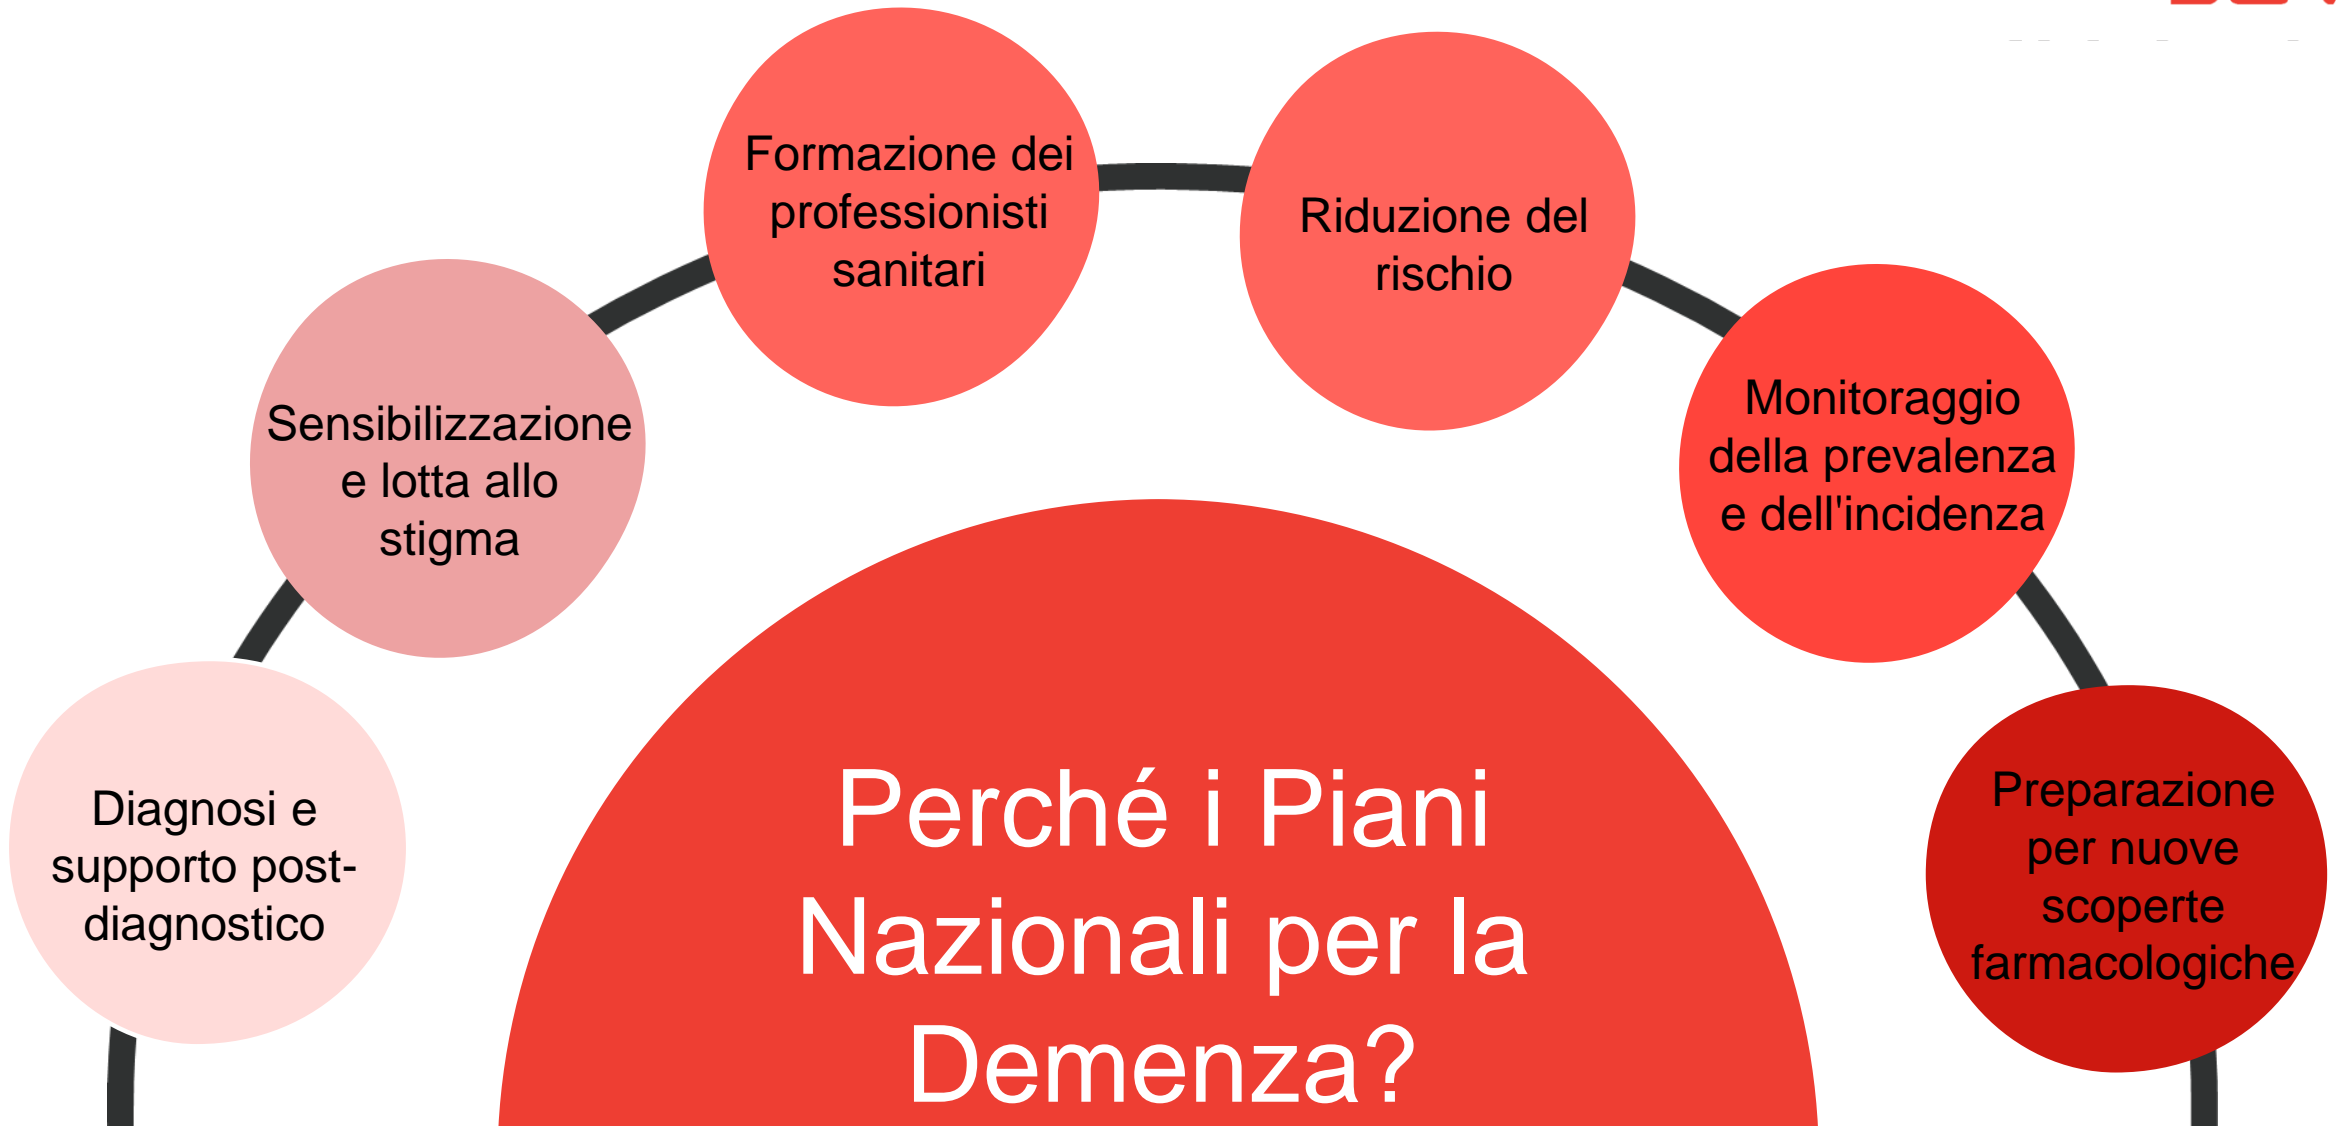 Formazione dei
professionisti
sanitari
Riduzione del
rischio
Sensibilizzazione
e lotta allo
stigma
Monitoraggio
della prevalenza
e dell'incidenza
Diagnosi e
supporto post-
diagnostico
Preparazione
per nuove
scoperte
farmacologiche
Perché i Piani
Nazionali per la
Demenza?